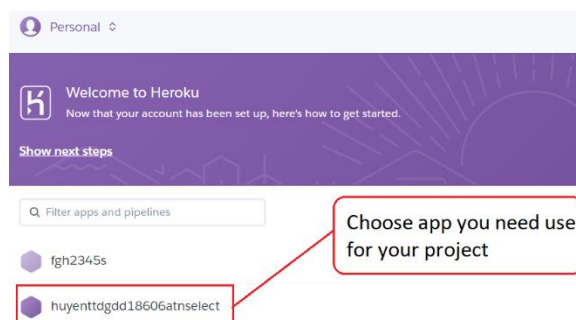 Personal
Welcome to Heroku
Now that your account has been set up, here's how to get started.
Show next steps
Filter apps and pipelines
Choose app you need use
for your project
fgh2345s
huyenttdgdd18606atnselect